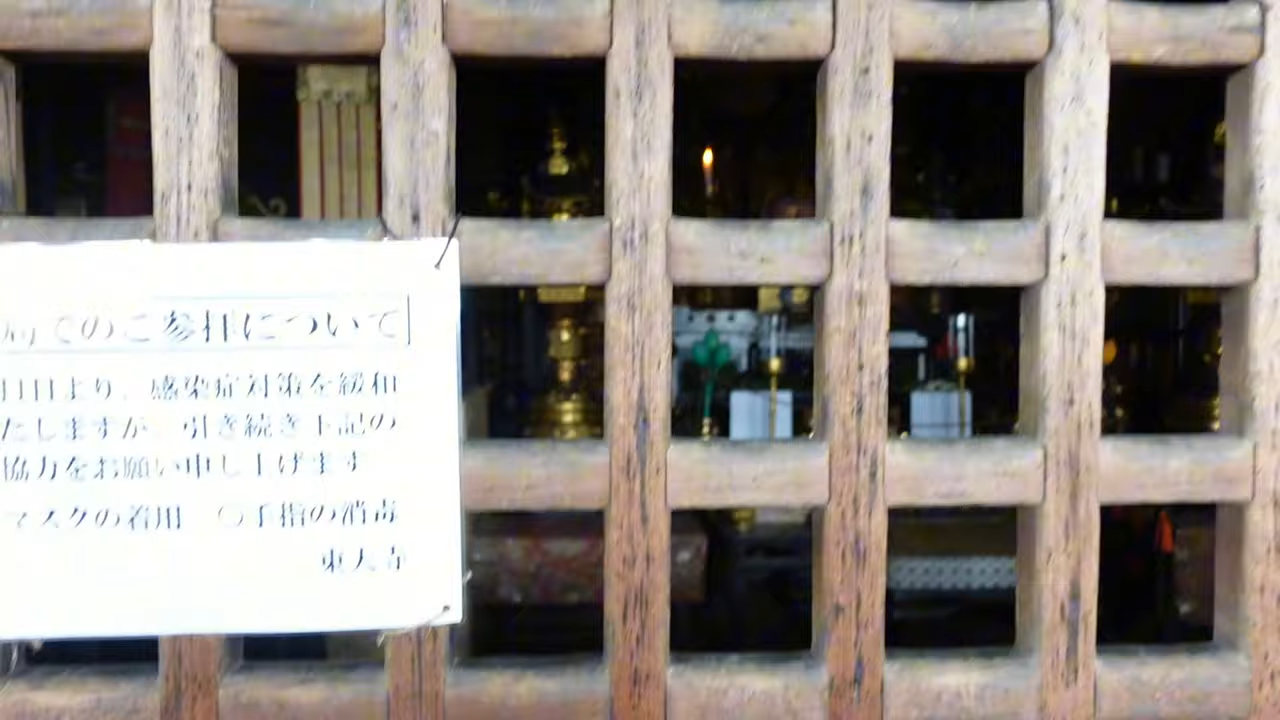 でのご参拝について
日より、感染症対策を緩和
たしますが、引き続き下記の
協力をお願い申し上げます
マスクの着用　○手指の消毒
東大寺